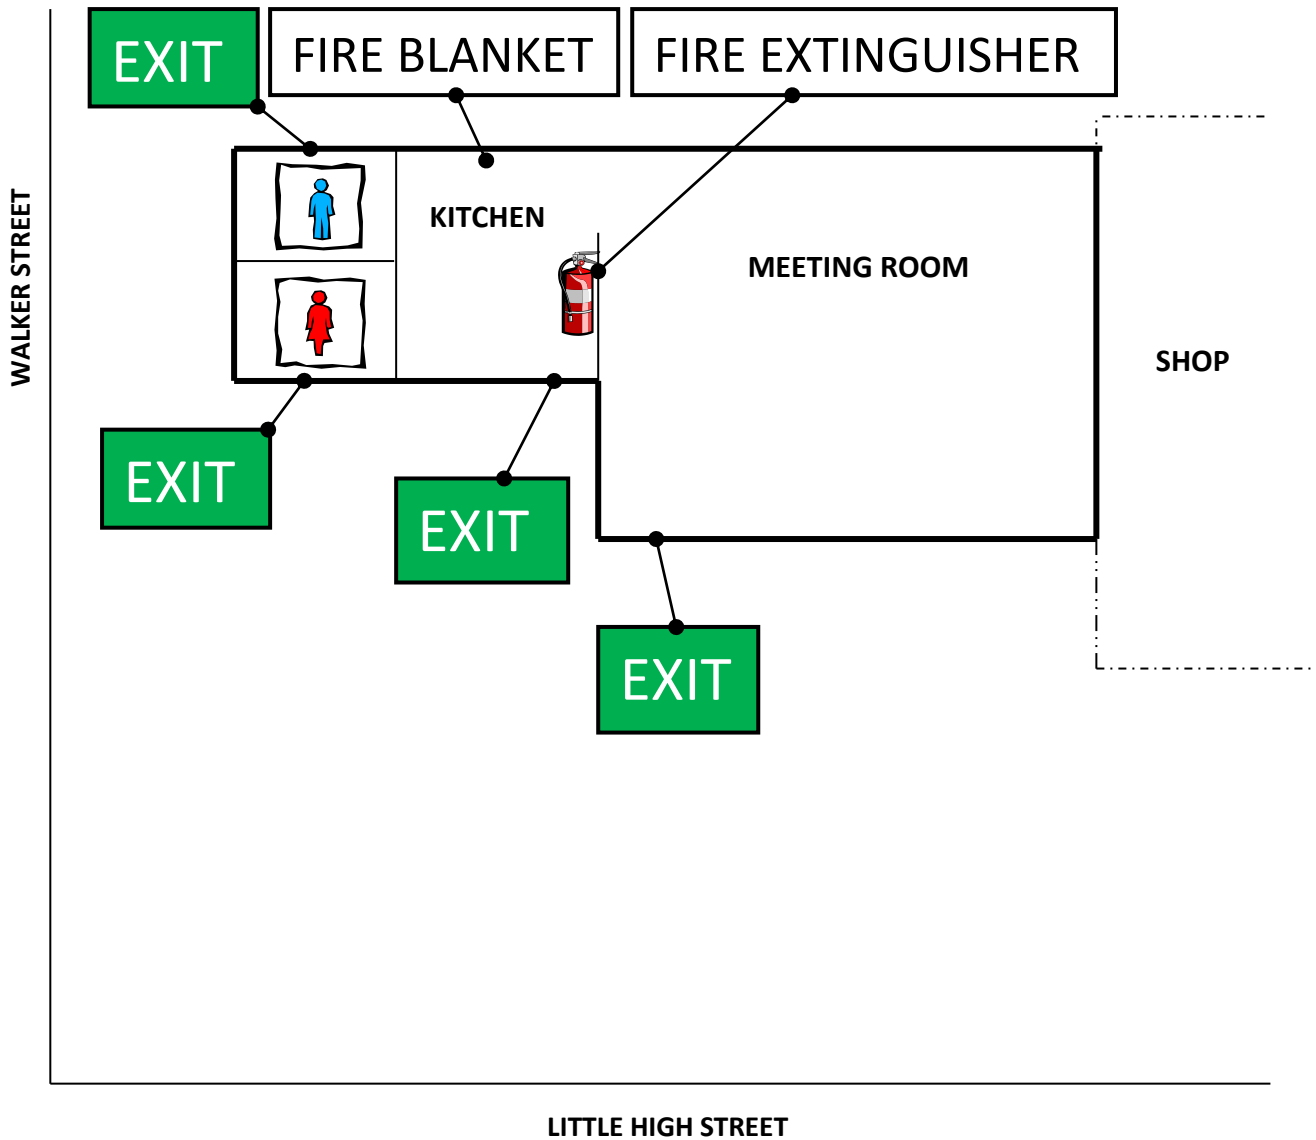 EXIT
FIRE BLANKET
FIRE EXTINGUISHER
WALKER STREET
KITCHEN
MEETING ROOM
SHOP
EXIT
EXIT
EXIT
LITTLE HIGH STREET